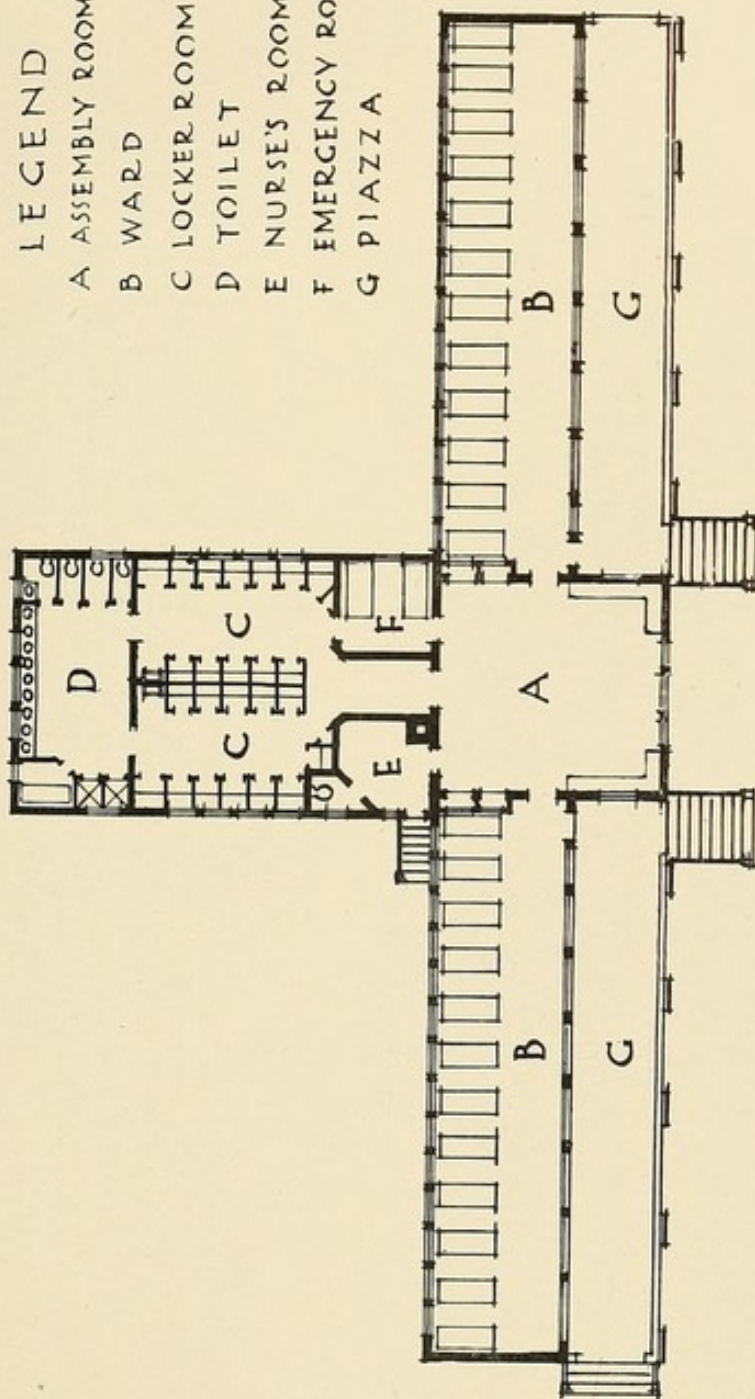 LEGEND
A ASSEMBLY ROOM
B WARD
C LOCKER ROOM
D TOILET
E NURSE'S ROOM
F EMERGENCY RO
G PIAZZA
D
C
C
E
F
A
B
G
B
G